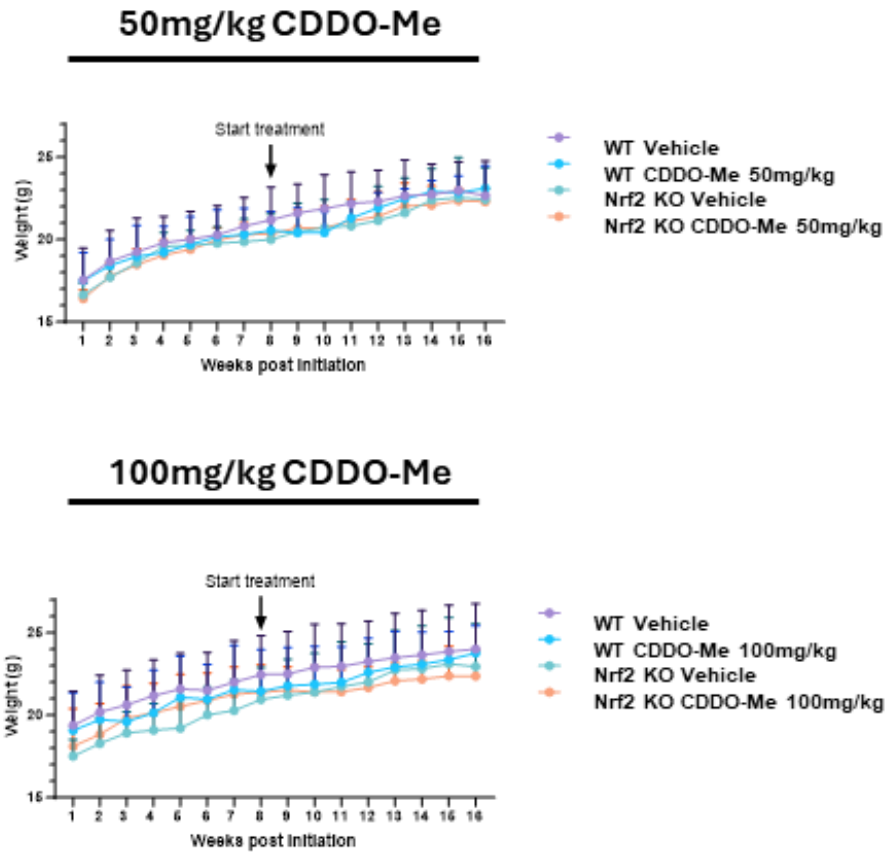 50mg/kg CDDO-Me
Start treatment
25
20
15
Weight (g)
1 2 3 4 5 6 7 8 9 10 11 12 13 14 15 16
Weeks post initiation
WT Vehicle
WT CDDO-Me 50mg/kg
Nrf2 KO Vehicle
Nrf2 KO CDDO-Me 50mg/kg
100mg/kg CDDO-Me
Start treatment
25
20
15
Weight (g)
1 2 3 4 5 6 7 8 9 10 11 12 13 14 15 16
Weeks post initiation
WT Vehicle
WT CDDO-Me 100mg/kg
Nrf2 KO Vehicle
Nrf2 KO CDDO-Me 100mg/kg